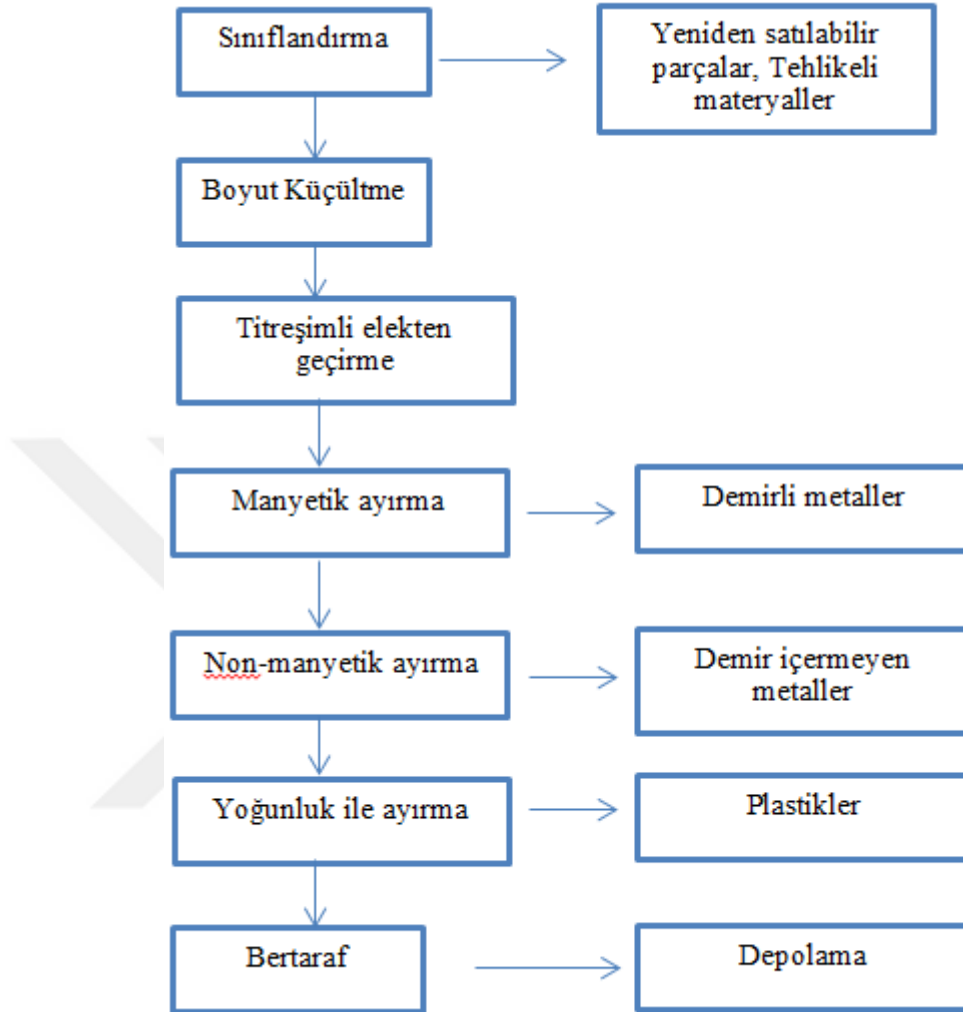 Sınıflandırma
Yeniden satılabilir
parçalar, Tehlikeli
materyaller
Boyut Küçültme
Titreşimli elekten
geçirme
Manyetik ayırma
Demirli metaller
Non-manyetik ayırma
Demir içermeyen
metaller
Yoğunluk ile ayırma
Plastikler
Bertaraf
Depolama